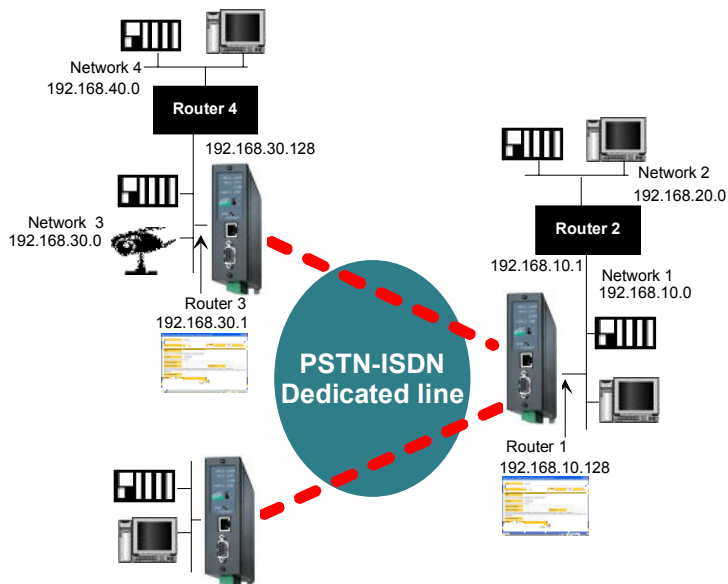 Network 4
192.168.40.0
Router 4
192.168.30.128
Network 3
192.168.30.0
Router 3
192.168.30.1
PSTN-ISDN
Dedicated line
Network 2
192.168.20.0
Router 2
192.168.10.1
Network 1
192.168.10.0
Router 1
192.168.10.128